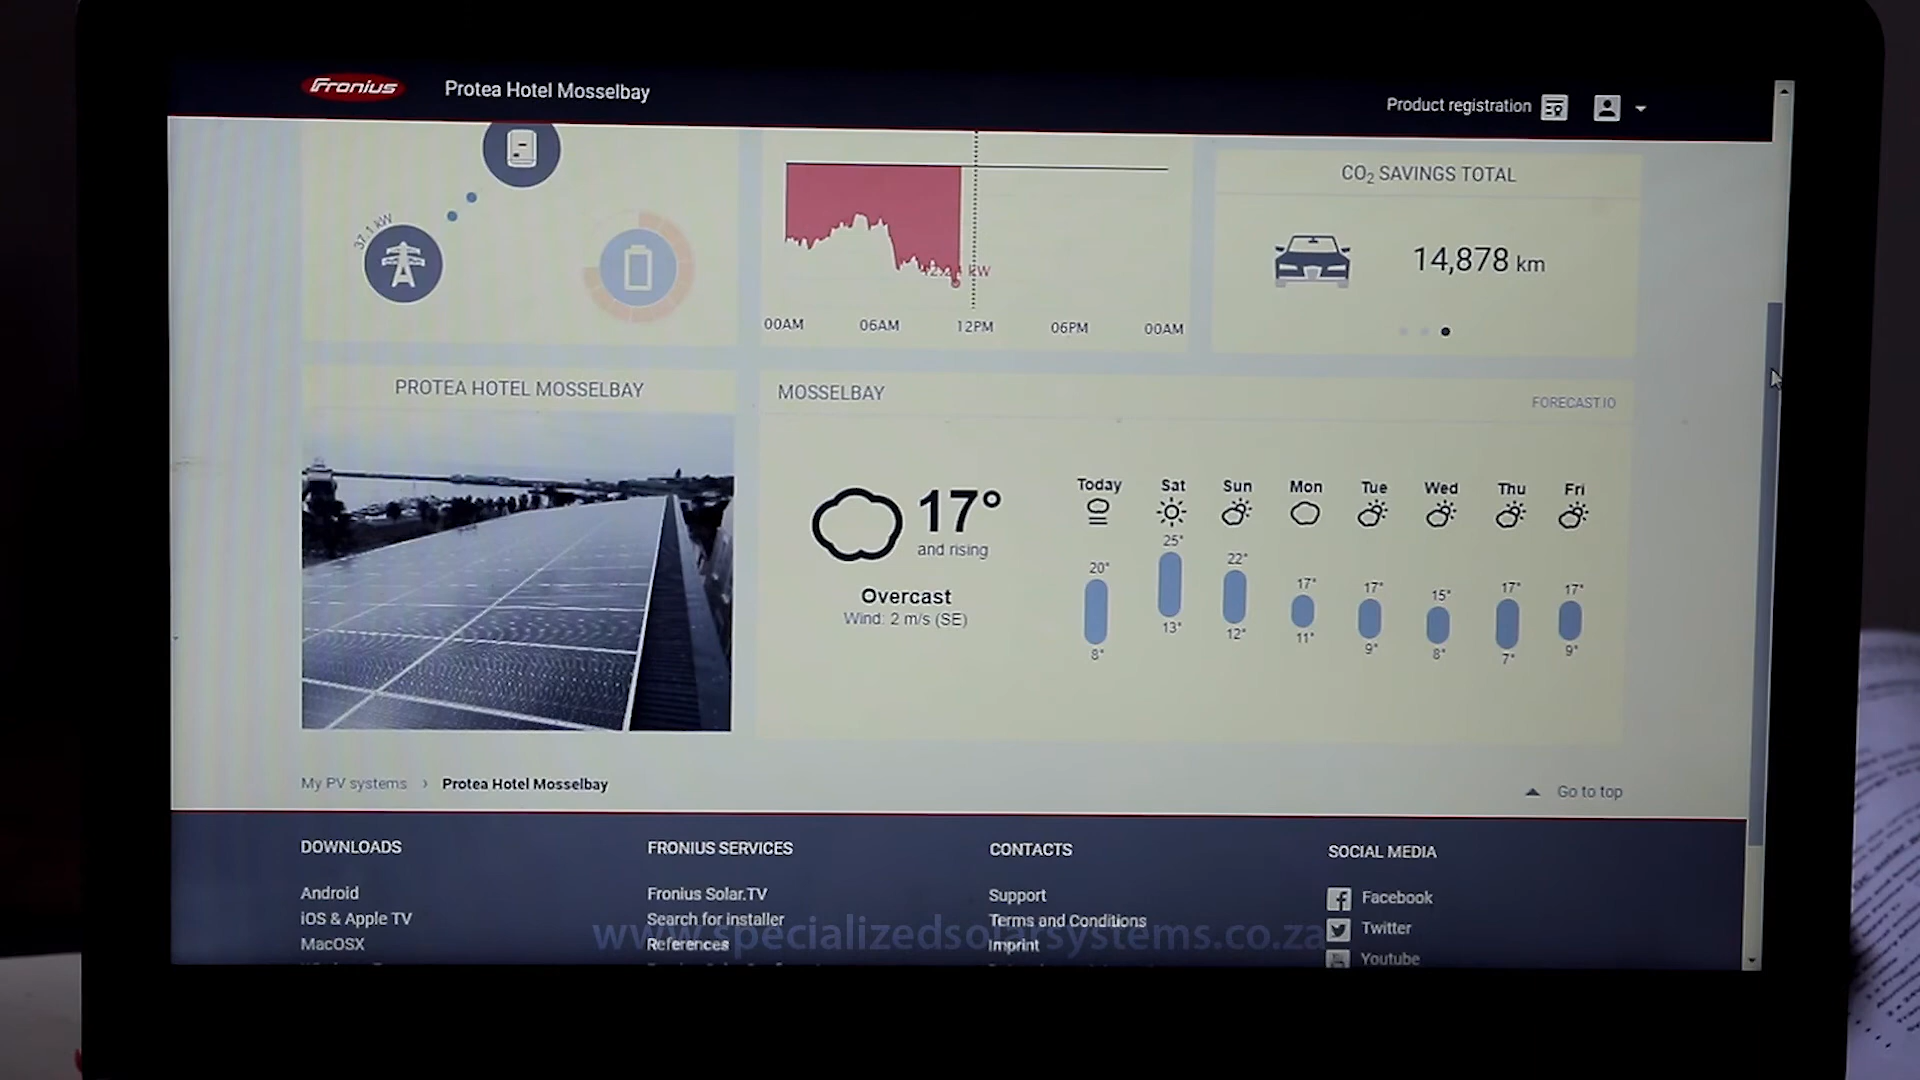 Fronius
Protea Hotel Mosselbay
Product registration
37.1 kW
kW
00AM 06AM 12PM 06PM 00AM
CO₂ SAVINGS TOTAL
14,878 km
PROTEA HOTEL MOSSELBAY
MOSSELBAY
FORECAST.IO
17°
and rising
Overcast
Wind: 2 m/s (SE)
Today Sat Sun Mon Tue Wed Thu Fri
20° 25° 22° 17° 17° 15° 17° 17°
8° 13° 12° 11° 9° 8° 7° 9°
My PV systems › Protea Hotel Mosselbay
Go to top
DOWNLOADS
Android
iOS & Apple TV
MacOSX
FRONIUS SERVICES
Fronius Solar.TV
Search for installer
References
CONTACTS
Support
Terms and Conditions
Imprint
SOCIAL MEDIA
Facebook
Twitter
Youtube
www.specializedsolarsystems.co.za